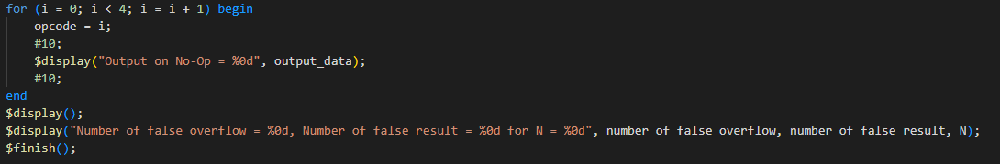 for (i = 0; i < 4; i = i + 1) begin
    opcode = i;
    #10;
    $display("Output on No-Op = %0d", output_data);
    #10;
end
$display();
$display("Number of false overflow = %0d, Number of false result = %0d for N = %0d", number_of_false_overflow, number_of_false_result, N);
$finish();